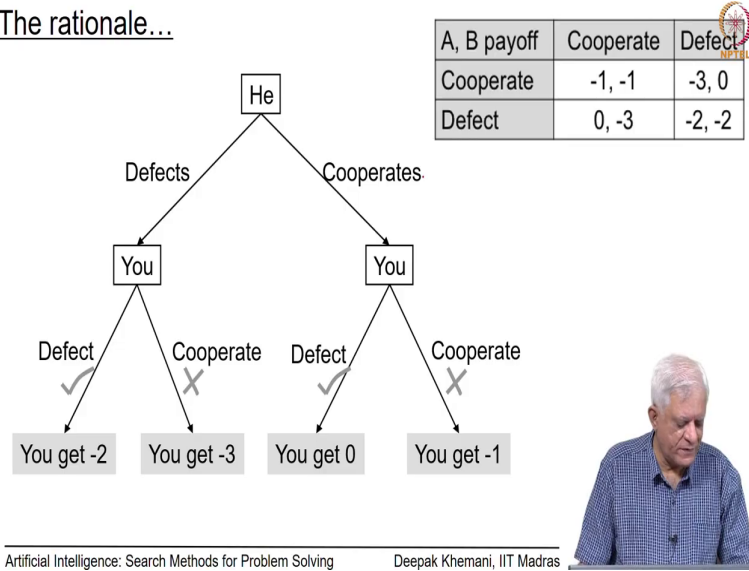 The rationale…
A, B payoff Cooperate Defect
NPTEL
Cooperate -1, -1 -3, 0
Defect 0, -3 -2, -2
He
Defects Cooperates
You You
Defect Cooperate Defect Cooperate
You get -2 You get -3 You get 0 You get -1
Artificial Intelligence: Search Methods for Problem Solving Deepak Khemani, IIT Madras